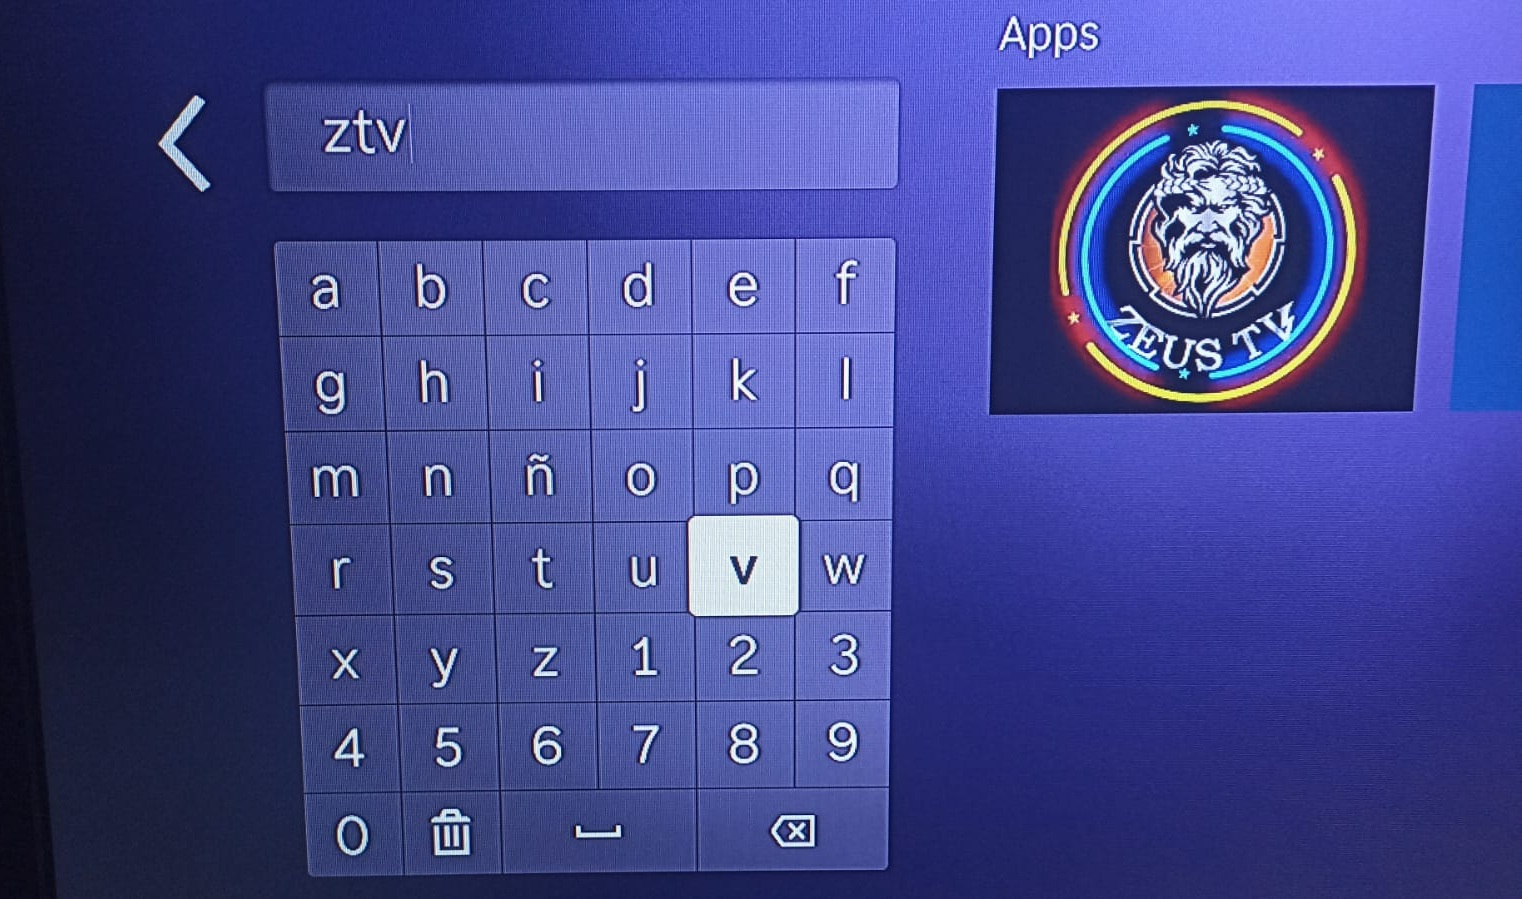 Apps
ztv
ZEUS TV
a b c d e f
g h i j k l
m n ñ o p q
r s t u v w
x y z 1 2 3
4 5 6 7 8 9
0